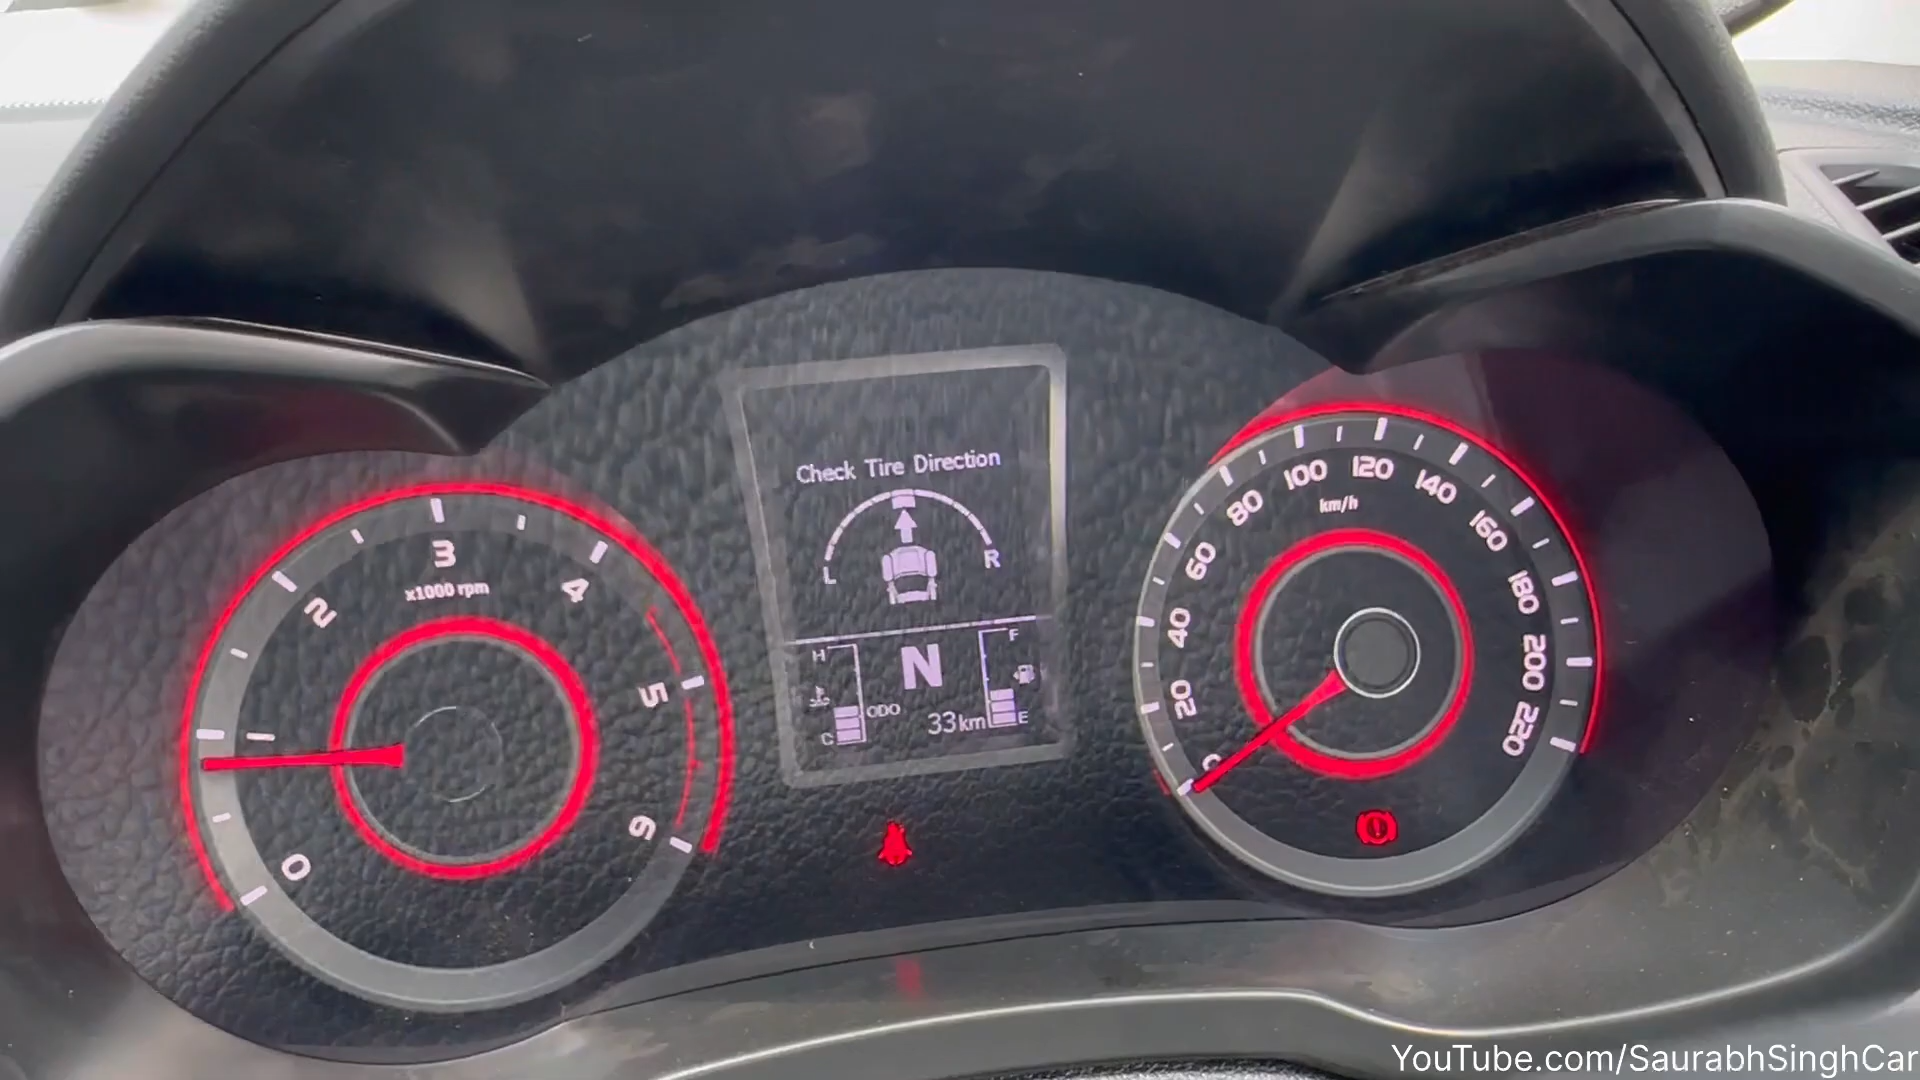 Check Tire Direction
L
R
N
H
C
ODO
33km
F
E
0
2
3
4
5
6
x1000 rpm
0
20
40
60
80
100
120
140
160
180
200
220
km/h
YouTube.com/SaurabhSinghCar